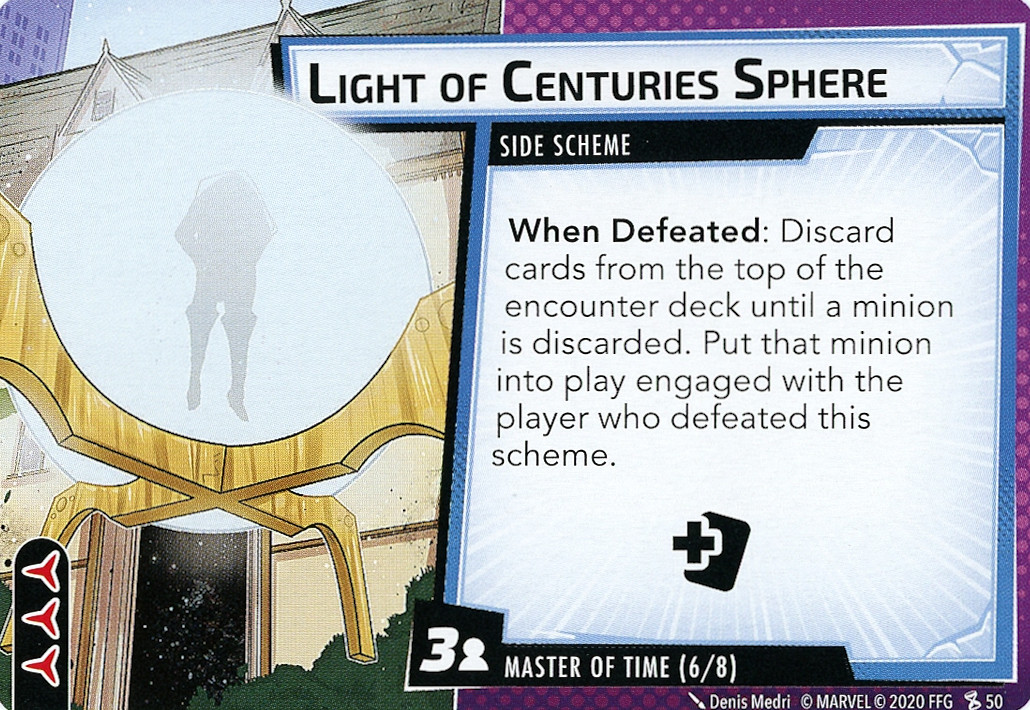 LIGHT OF CENTURIES SPHERE
SIDE SCHEME
When Defeated: Discard
cards from the top of the
encounter deck until a minion
is discarded. Put that minion
into play engaged with the
player who defeated this
scheme.
3
MASTER OF TIME (6/8)
Denis Medri © MARVEL © 2020 FFG 50